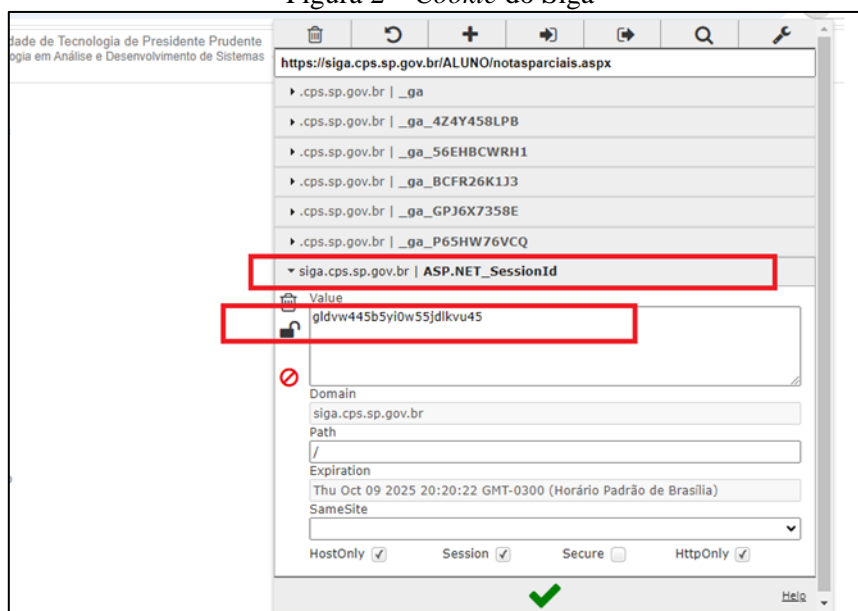 Figura 2 – Cookie do Siga
dade de Tecnologia de Presidente Prudente
ogia em Análise e Desenvolvimento de Sistemas
https://siga.cps.sp.gov.br/ALUNO/notasparciais.aspx
.cps.sp.gov.br | _ga
.cps.sp.gov.br | _ga_4Z4Y458LPB
.cps.sp.gov.br | _ga_56EHBCWRH1
.cps.sp.gov.br | _ga_BCFR26K1J3
.cps.sp.gov.br | _ga_GPJ6X7358E
.cps.sp.gov.br | _ga_P65HW76VCQ
siga.cps.sp.gov.br | ASP.NET_SessionId
Value
gldvw445b5yi0w55jdlkvu45
Domain
siga.cps.sp.gov.br
Path
/
Expiration
Thu Oct 09 2025 20:20:22 GMT-0300 (Horário Padrão de Brasília)
SameSite
HostOnly Session Secure HttpOnly
Help